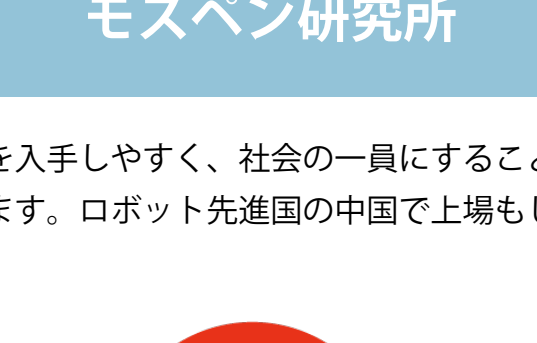 モスペン研究所
を入手しやすく、社会の一員にするこ
ます。ロボット先進国の中国で上場も